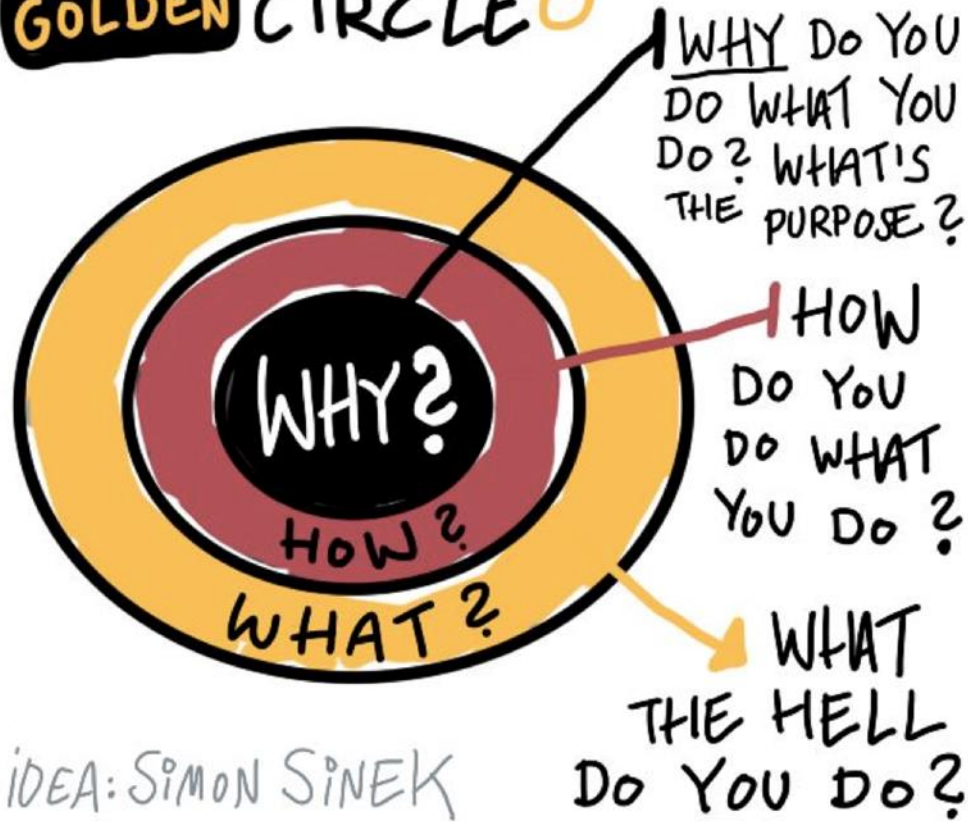 GOLDEN CIRCLE
WHY DO YOU
DO WHAT YOU
DO? WHAT'S
THE PURPOSE?
WHY?
HOW?
WHAT?
HOW
DO YOU
DO WHAT
YOU DO?
WHAT
THE HELL
DO YOU DO?
iDEA: SiMON SiNEK